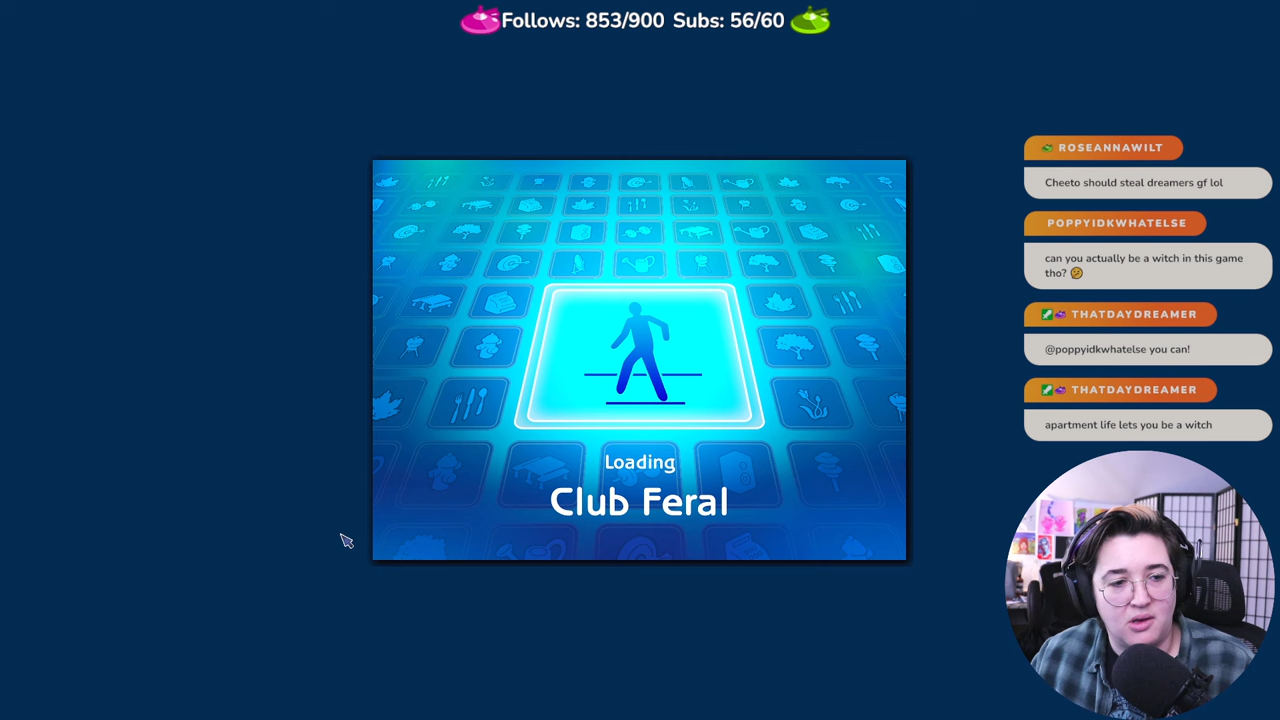 Follows: 853/900 Subs: 56/60
ROSEANNAWILT
Cheeto should steal dreamers gf lol
POPPYIDKWHATELSE
can you actually be a witch in this game
tho?
THATDAYDREAMER
@poppyidkwhatelse you can!
THATDAYDREAMER
apartment life lets you be a witch
Loading
Club Feral